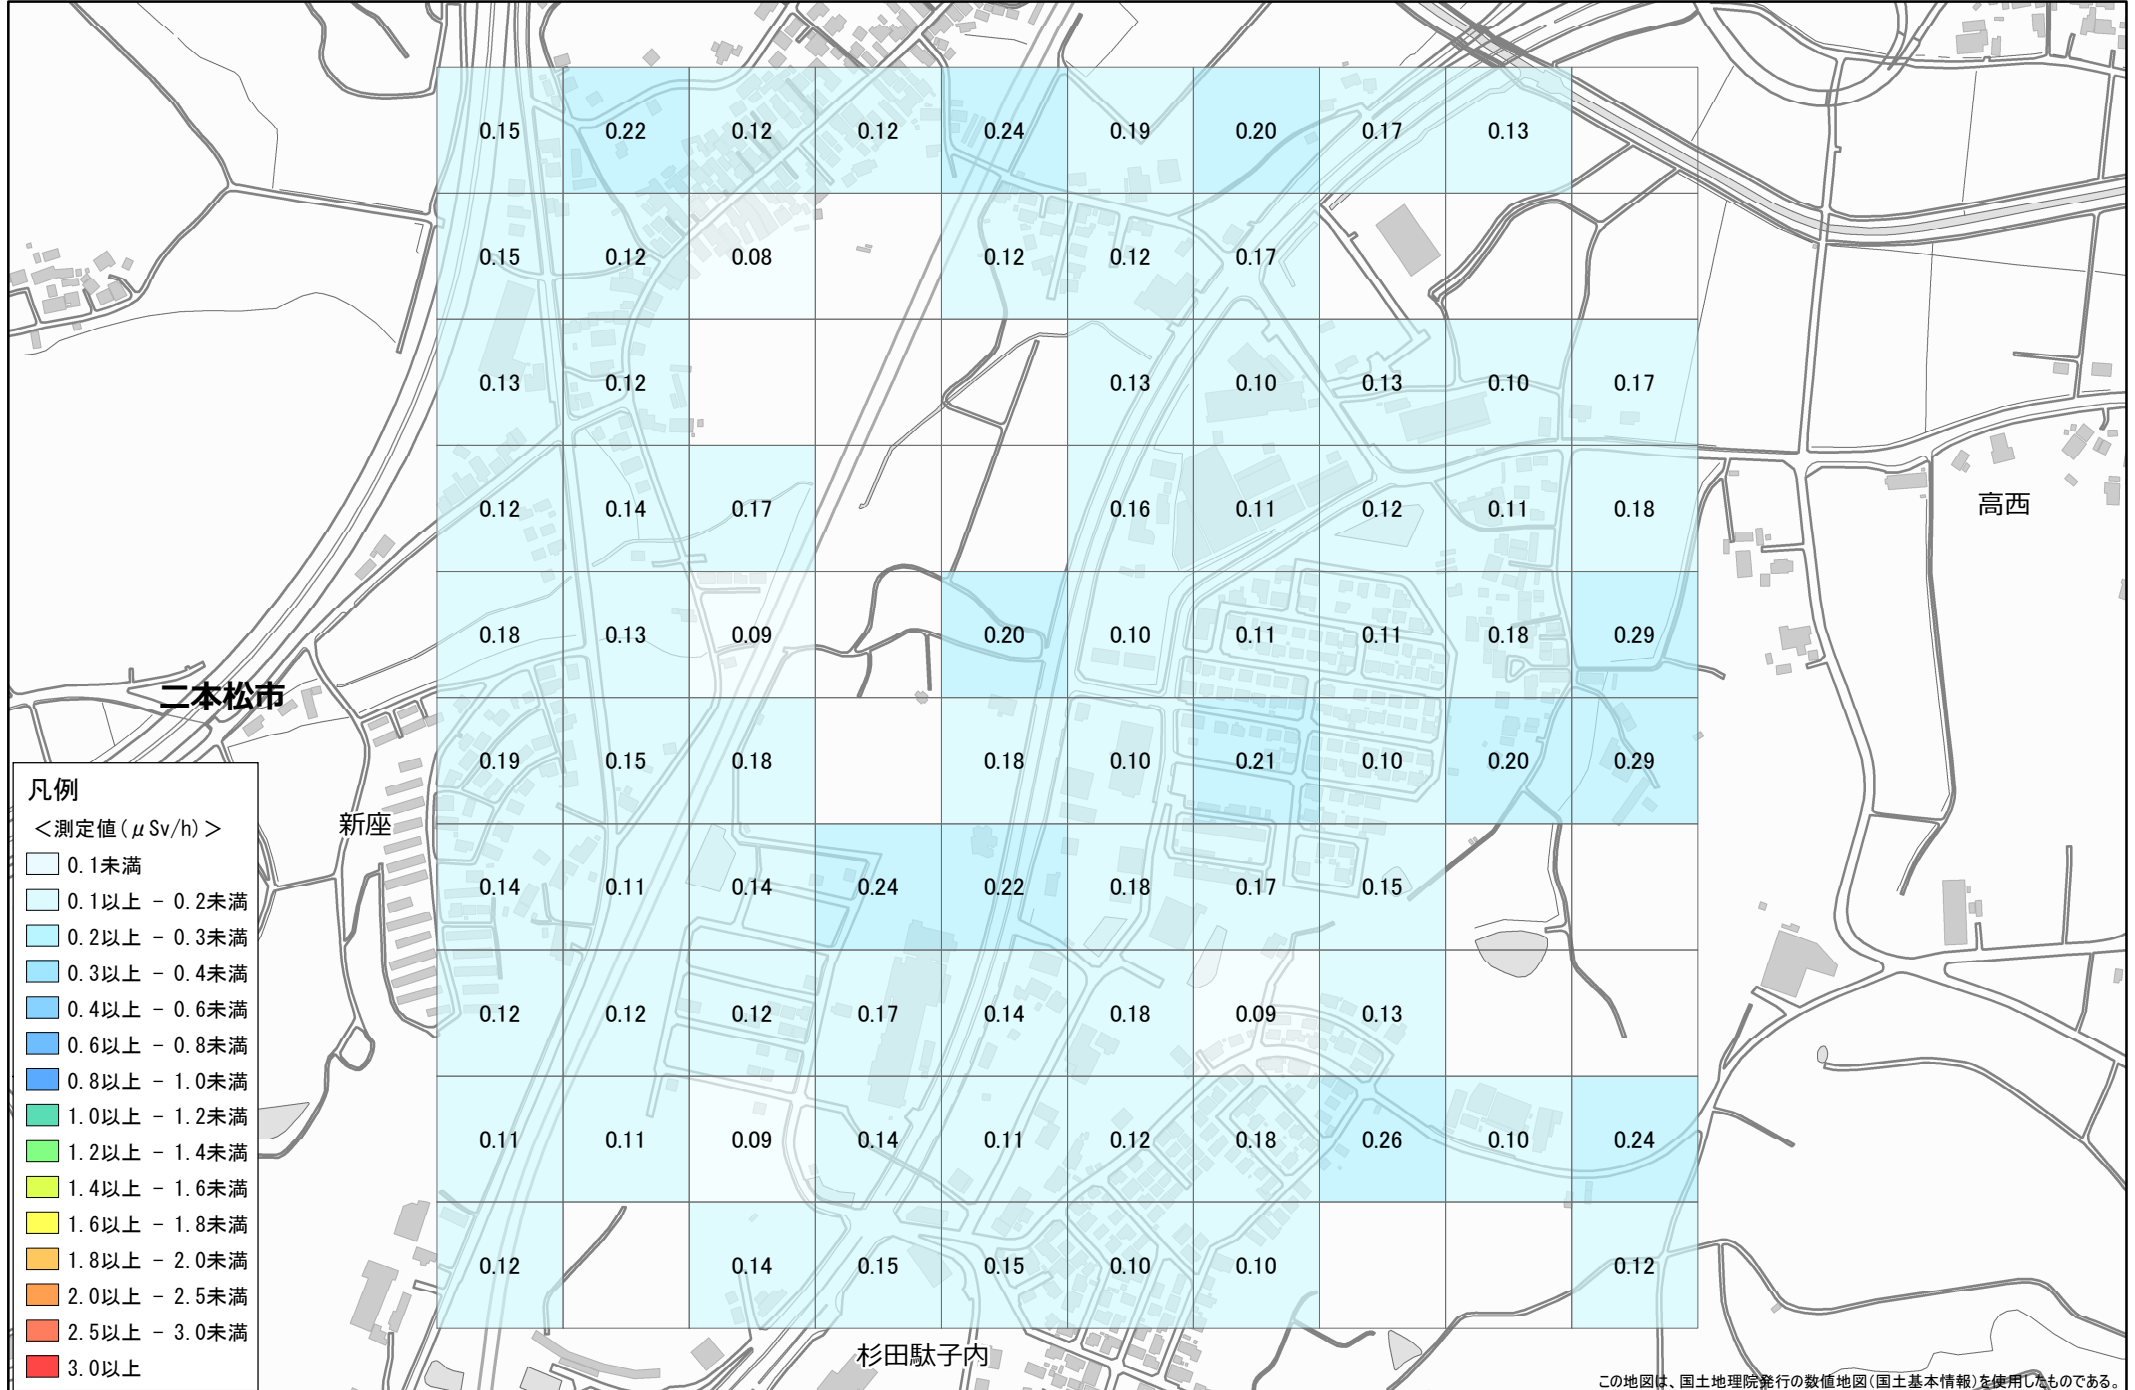 0.15 0.22 0.12 0.12 0.24 0.19 0.20 0.17 0.13
0.15 0.12 0.08 0.12 0.12 0.17
0.13 0.12 0.13 0.10 0.13 0.10 0.17
0.12 0.14 0.17 0.16 0.11 0.12 0.11 0.18
高西
0.18 0.13 0.09 0.20 0.10 0.11 0.11 0.18 0.29
二本松市
0.19 0.15 0.18 0.18 0.10 0.21 0.10 0.20 0.29
新座
0.14 0.11 0.14 0.24 0.22 0.18 0.17 0.15
0.12 0.12 0.12 0.17 0.14 0.18 0.09 0.13
0.11 0.11 0.09 0.14 0.11 0.12 0.18 0.26 0.10 0.24
0.12 0.14 0.15 0.15 0.10 0.10 0.12
杉田駄子内
凡例
＜測定値(μSv/h)＞
0.1未満
0.1以上 - 0.2未満
0.2以上 - 0.3未満
0.3以上 - 0.4未満
0.4以上 - 0.6未満
0.6以上 - 0.8未満
0.8以上 - 1.0未満
1.0以上 - 1.2未満
1.2以上 - 1.4未満
1.4以上 - 1.6未満
1.6以上 - 1.8未満
1.8以上 - 2.0未満
2.0以上 - 2.5未満
2.5以上 - 3.0未満
3.0以上
この地図は、国土地理院発行の数値地図(国土基本情報)を使用したものである。